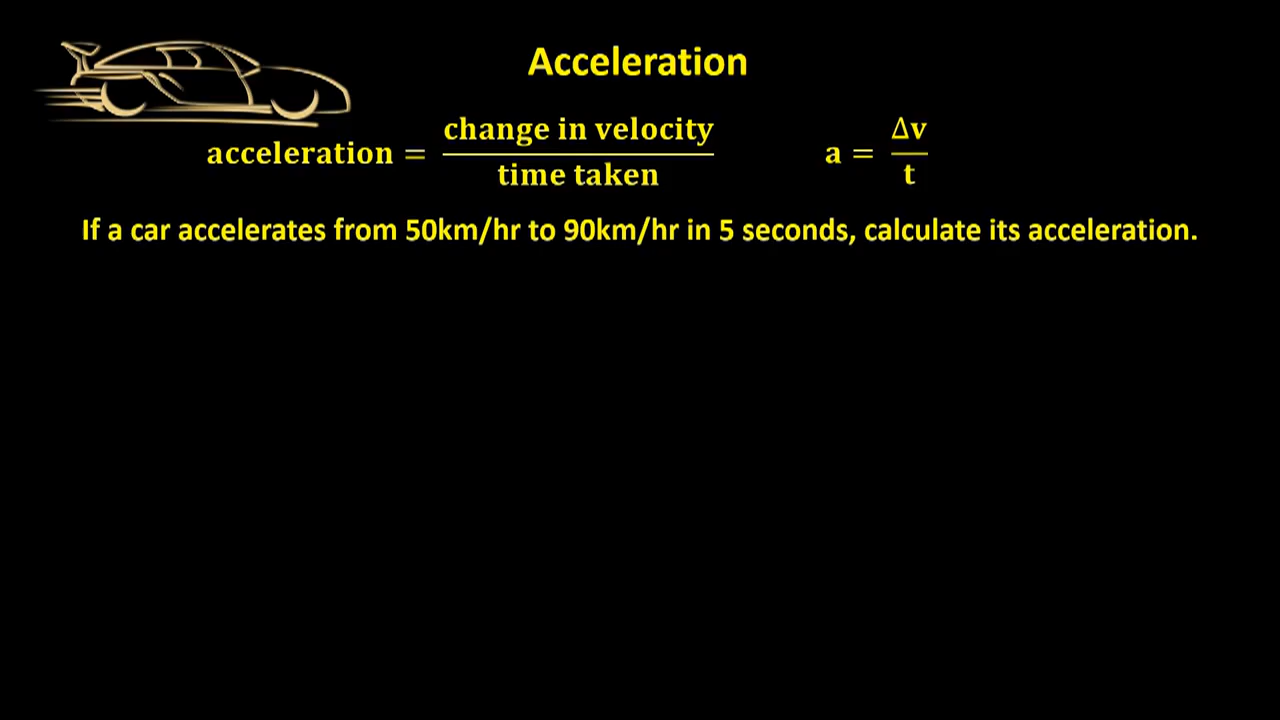 Acceleration
acceleration = change in velocity / time taken
a = Δv / t
If a car accelerates from 50km/hr to 90km/hr in 5 seconds, calculate its acceleration.